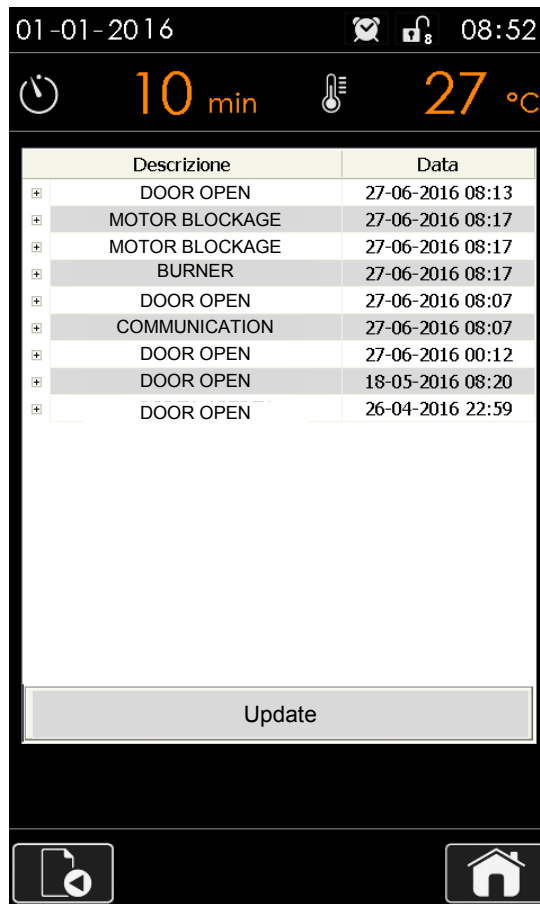 01-01-2016 8 08:52
10 min 27 °C
Descrizione Data
DOOR OPEN 27-06-2016 08:13
MOTOR BLOCKAGE 27-06-2016 08:17
MOTOR BLOCKAGE 27-06-2016 08:17
BURNER 27-06-2016 08:17
DOOR OPEN 27-06-2016 08:07
COMMUNICATION 27-06-2016 08:07
DOOR OPEN 27-06-2016 00:12
DOOR OPEN 18-05-2016 08:20
DOOR OPEN 26-04-2016 22:59
Update